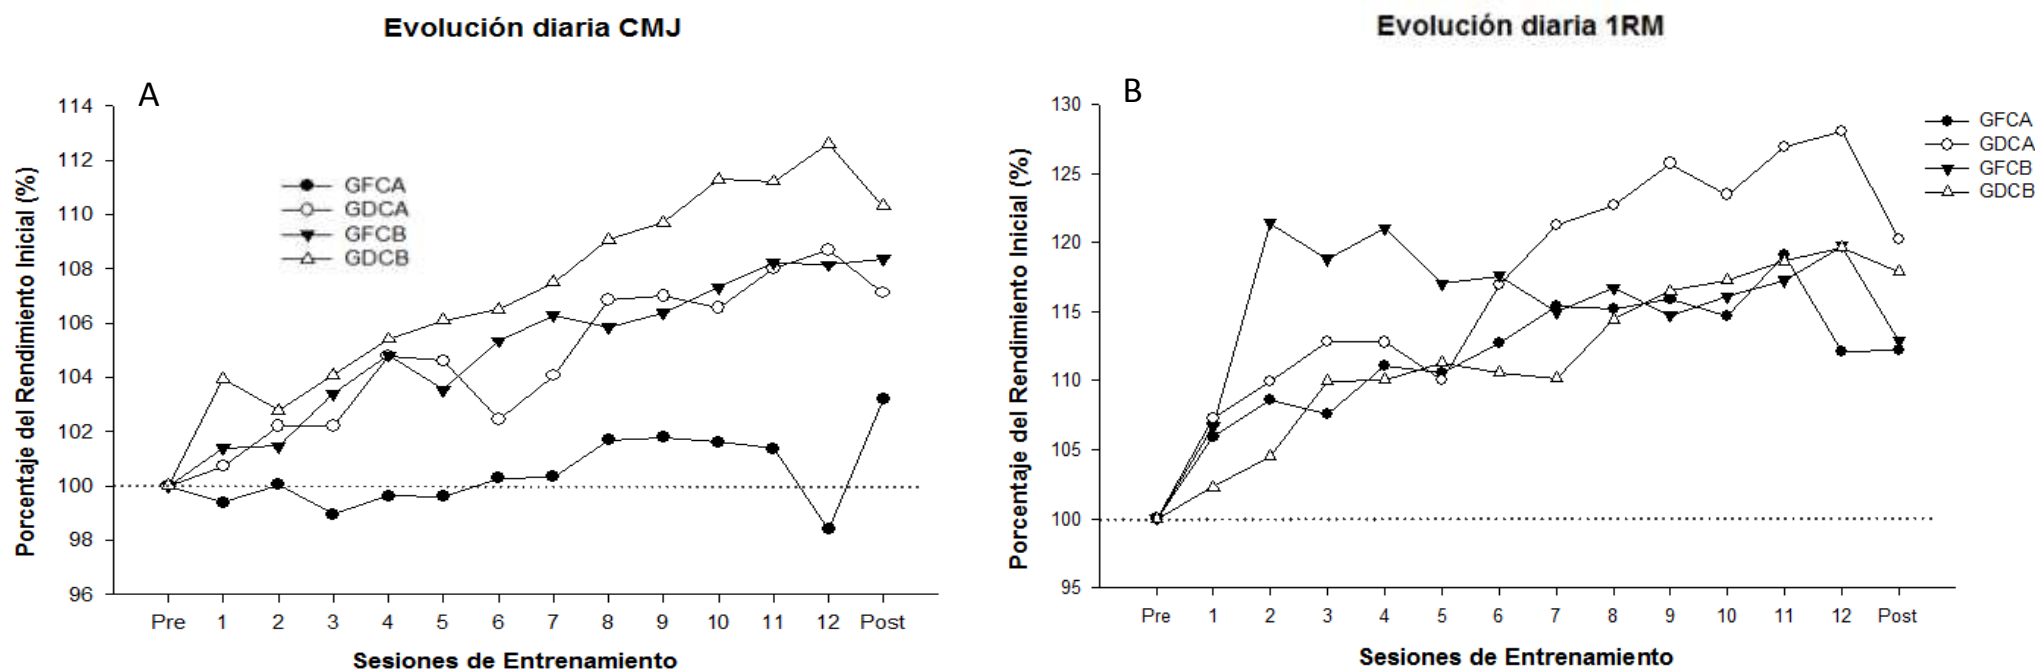 Evolución diaria CMJ
A
Porcentaje del Rendimiento Inicial (%)
114
112
110
108
106
104
102
100
98
96
GFCA
GDCA
GFCB
GDCB
Pre 1 2 3 4 5 6 7 8 9 10 11 12 Post
Sesiones de Entrenamiento
Evolución diaria 1RM
B
Porcentaje del Rendimiento Inicial (%)
130
125
120
115
110
105
100
95
GFCA
GDCA
GFCB
GDCB
Pre 1 2 3 4 5 6 7 8 9 10 11 12 Post
Sesiones de Entrenamiento